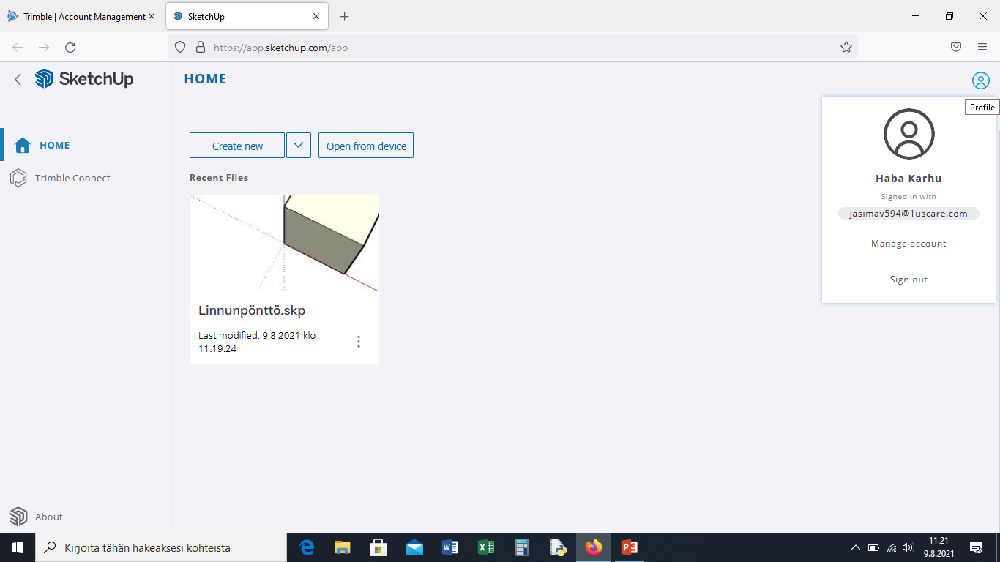 Trimble | Account Management
SketchUp
https://app.sketchup.com/app
SketchUp
HOME
Profile
HOME
Trimble Connect
Create new
Open from device
Recent Files
Linnunpönttö.skp
Last modified: 9.8.2021 klo
11.19.24
Haba Karhu
Signed in with
jasimav594@1uscare.com
Manage account
Sign out
About
Kirjoita tähän hakeaksesi kohteista
11.21
9.8.2021